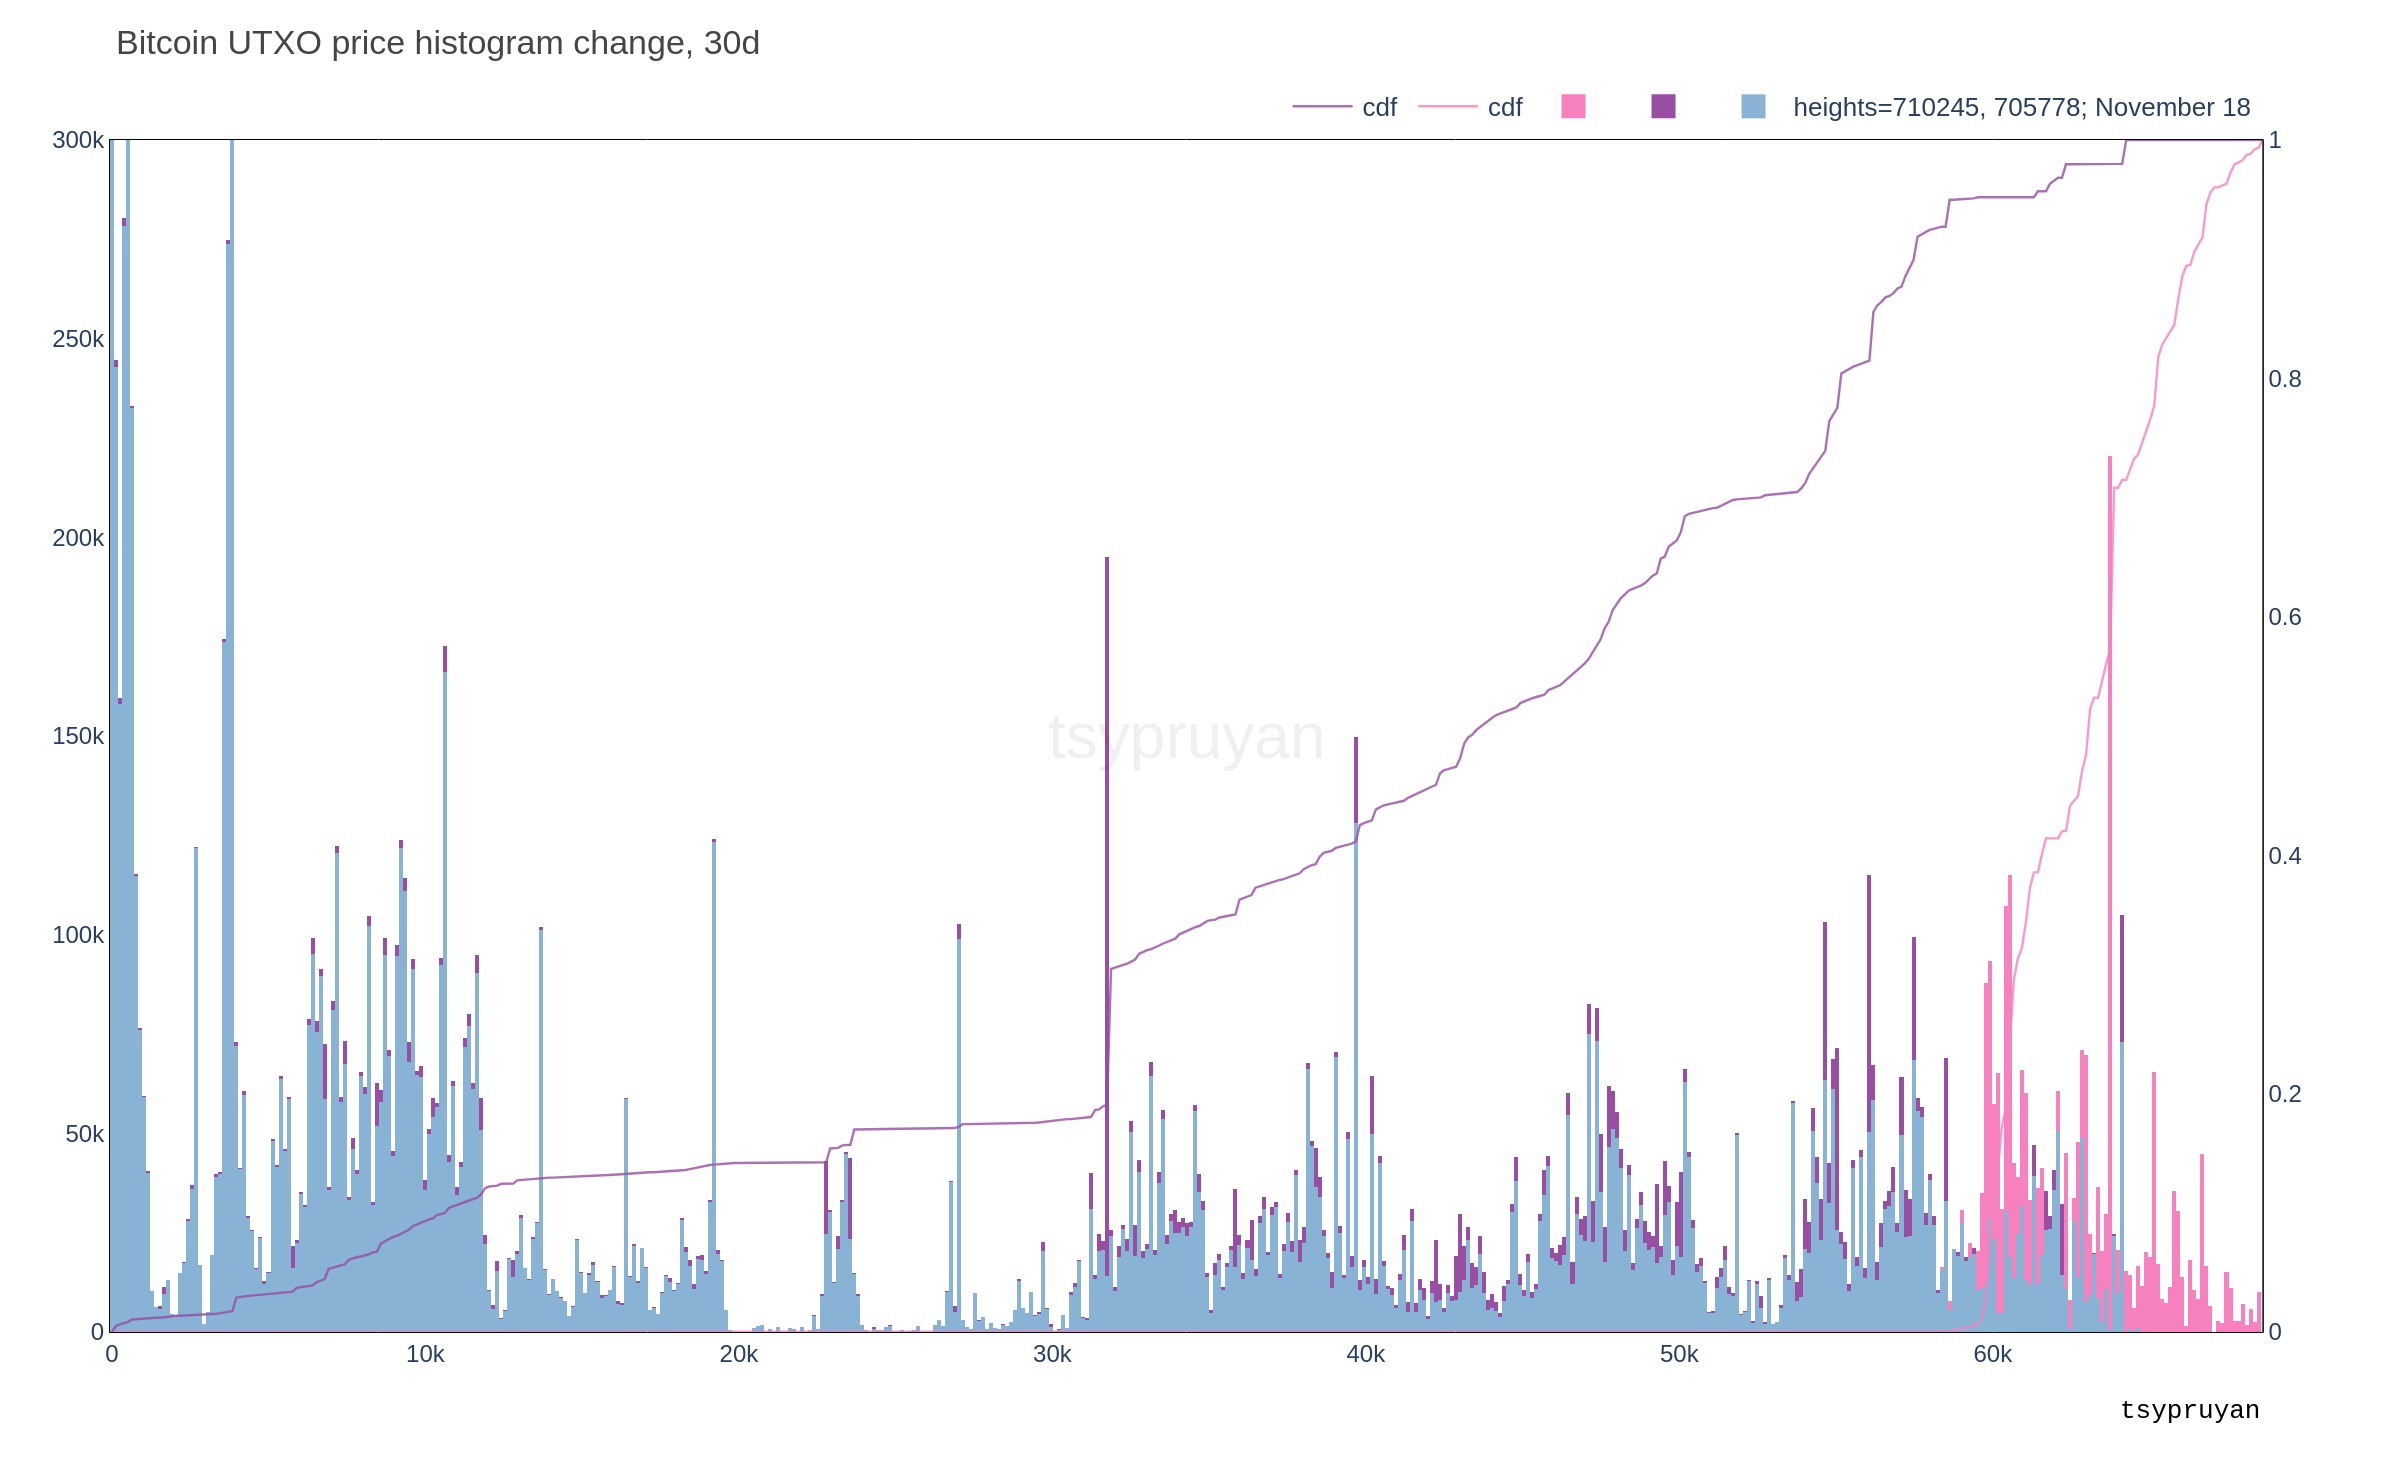 Bitcoin UTXO price histogram change, 30d
cdf cdf heights=710245, 705778; November 18
300k 1
250k
0.8
200k
0.6
150k
tsypruyan
0.4
100k
0.2
50k
0 0
0 10k 20k 30k 40k 50k 60k
tsypruyan